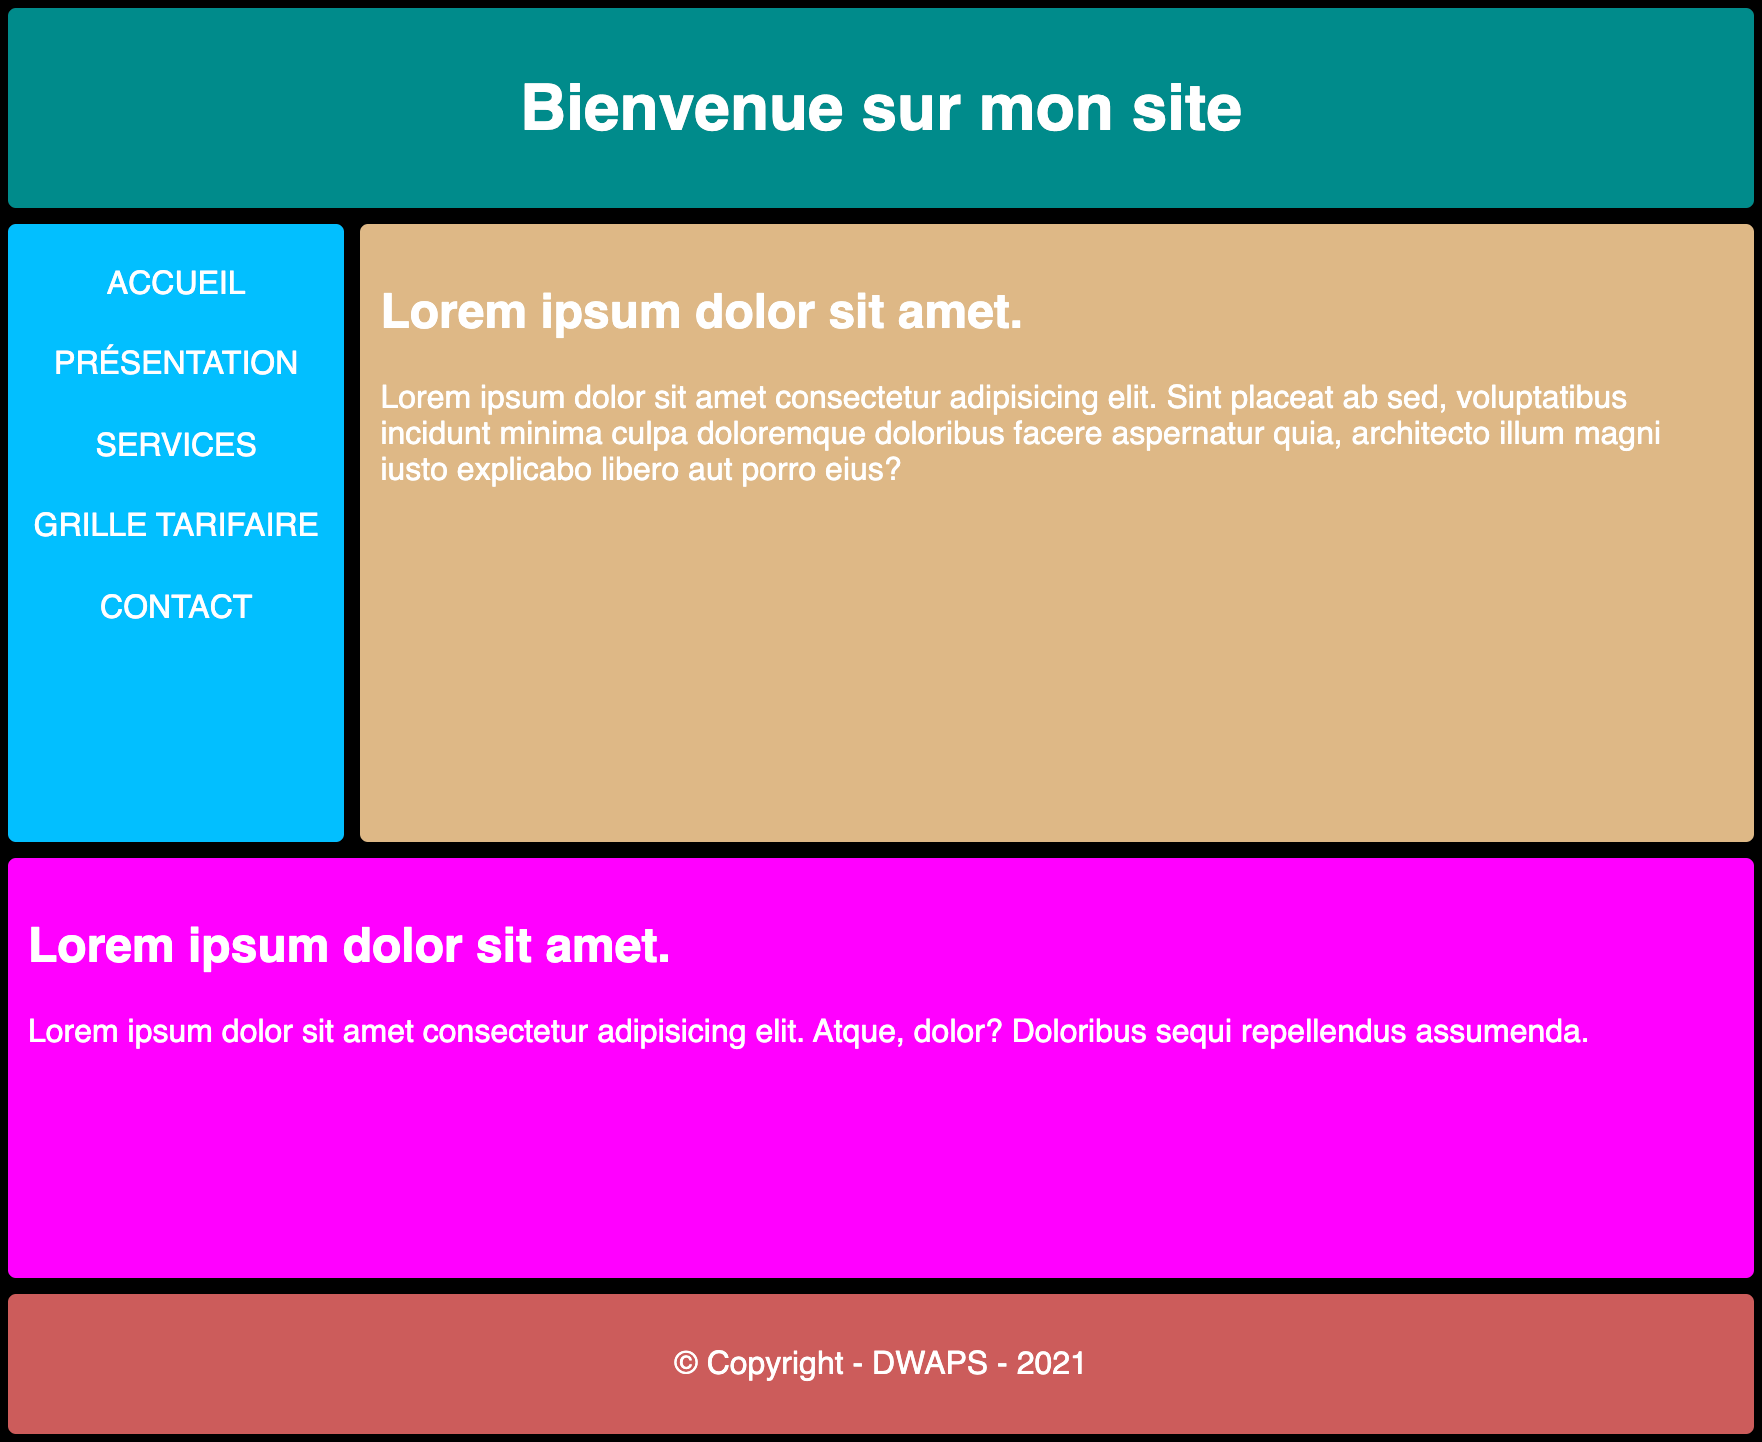 Bienvenue sur mon site
ACCUEIL
PRÉSENTATION
SERVICES
GRILLE TARIFAIRE
CONTACT
Lorem ipsum dolor sit amet.
Lorem ipsum dolor sit amet consectetur adipisicing elit. Sint placeat ab sed, voluptatibus
incidunt minima culpa doloremque doloribus facere aspernatur quia, architecto illum magni
iusto explicabo libero aut porro eius?
Lorem ipsum dolor sit amet.
Lorem ipsum dolor sit amet consectetur adipisicing elit. Atque, dolor? Doloribus sequi repellendus assumenda.
© Copyright - DWAPS - 2021